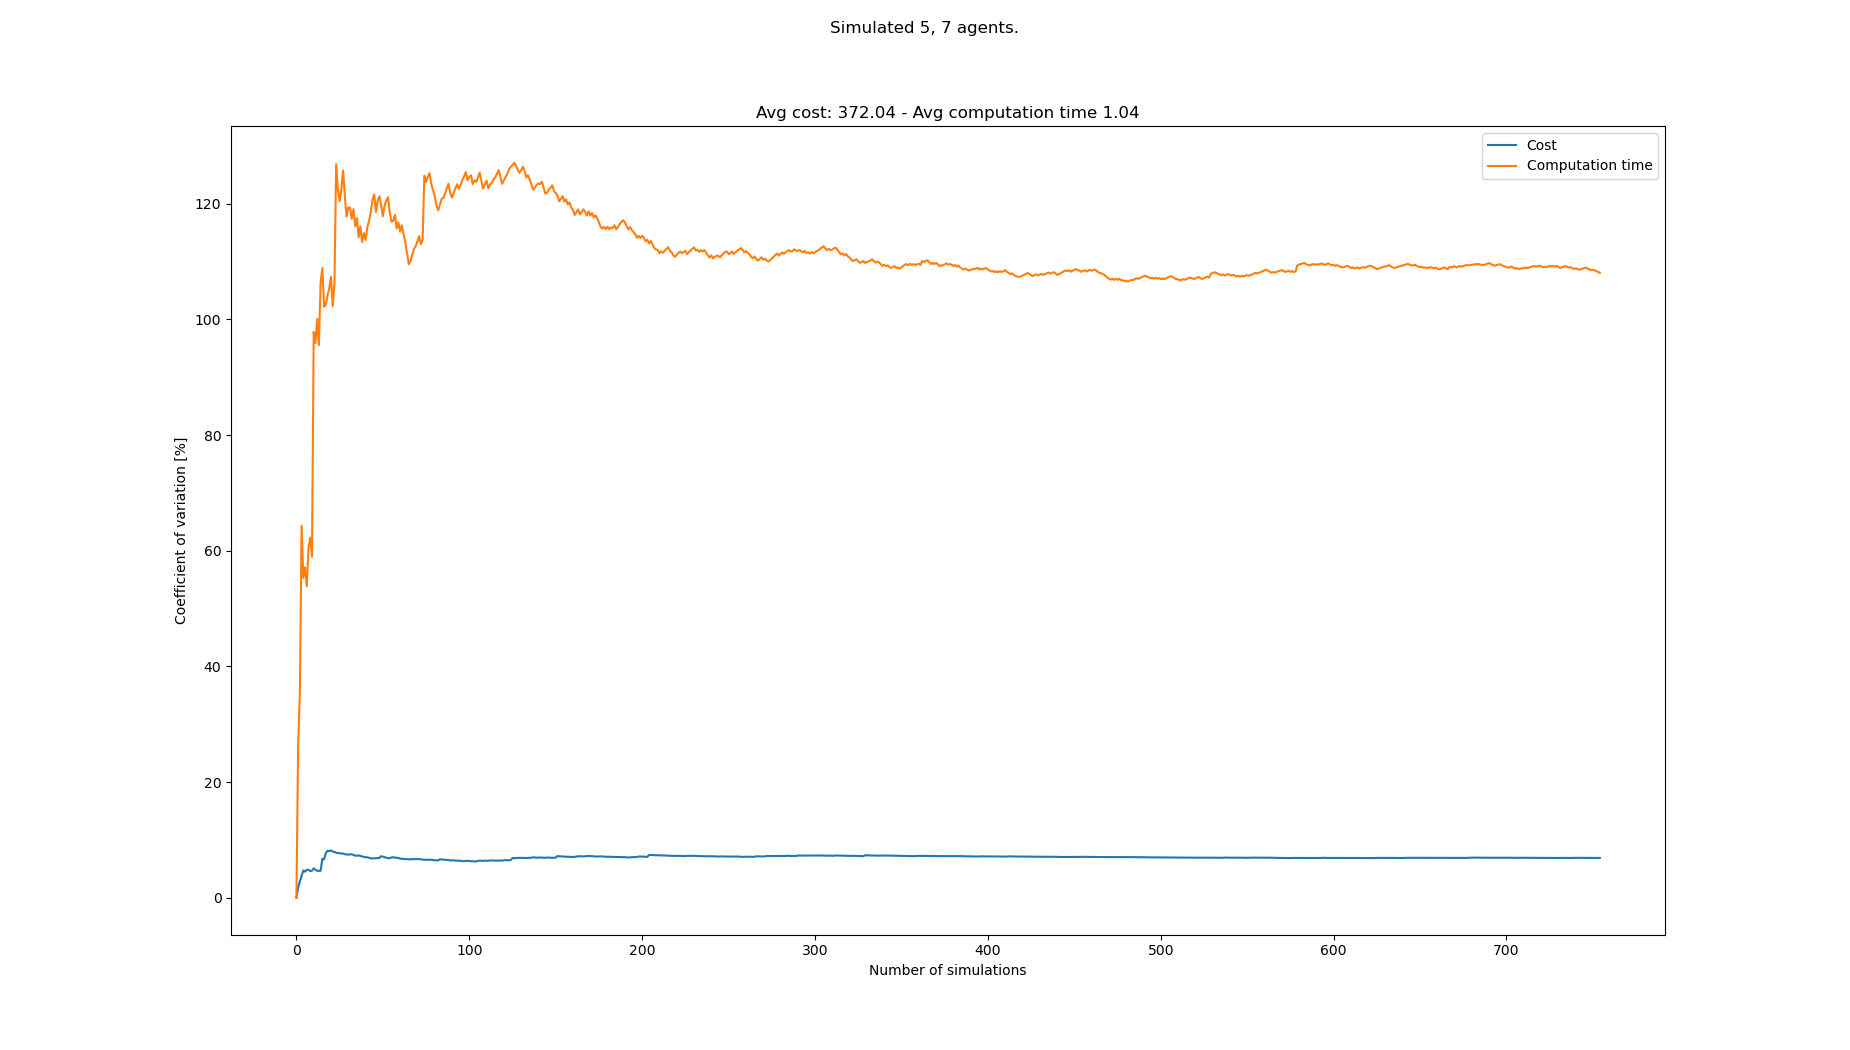 Simulated 5, 7 agents.
Avg cost: 372.04 - Avg computation time 1.04
Cost
Computation time
120
100
80
60
40
20
0
Coefficient of variation [%]
0 100 200 300 400 500 600 700
Number of simulations